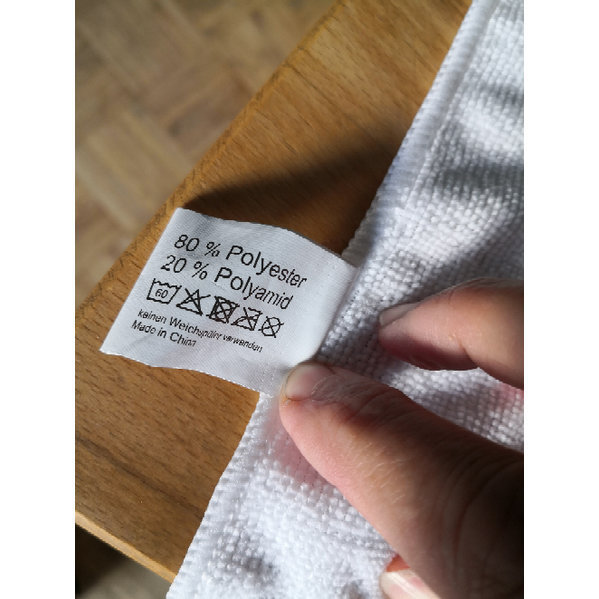 80 % Polyester
20 % Polyamid
60
keinen Weichspüler verwenden
Made in China